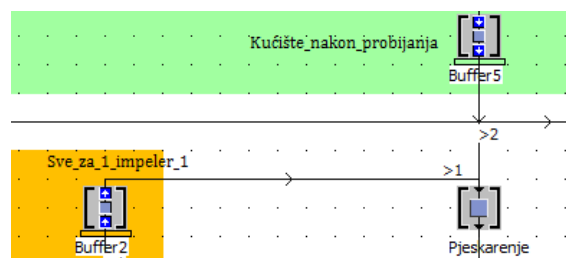 Kućište_nakon_probijanja
Buffer5
>2
Sve_za_1_impeler_1
>1
Buffer2
Pjeskarenje